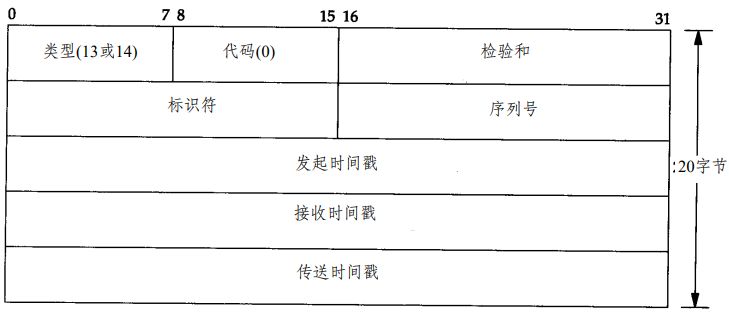 0 7 8 15 16 31
类型(13或14) 代码(0) 检验和
标识符 序列号
发起时间戳
20字节
接收时间戳
传送时间戳